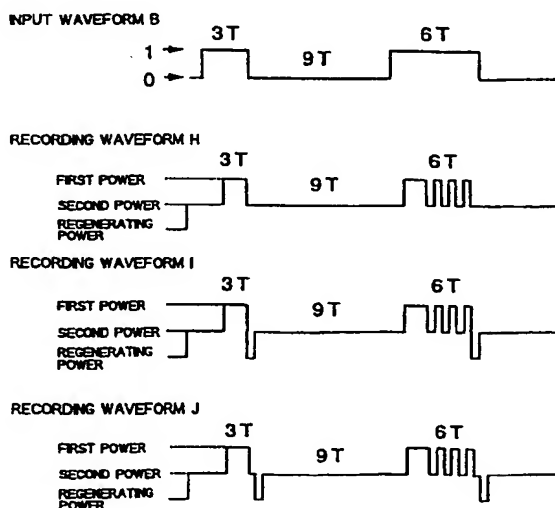 INPUT WAVEFORM B
3T
6T
1
9T
0
RECORDING WAVEFORM H
3T
6T
FIRST POWER
9T
SECOND POWER
REGENERATING
POWER
RECORDING WAVEFORM I
3T
6T
FIRST POWER
9T
SECOND POWER
REGENERATING
POWER
RECORDING WAVEFORM J
3T
6T
FIRST POWER
9T
SECOND POWER
REGENERATING
POWER